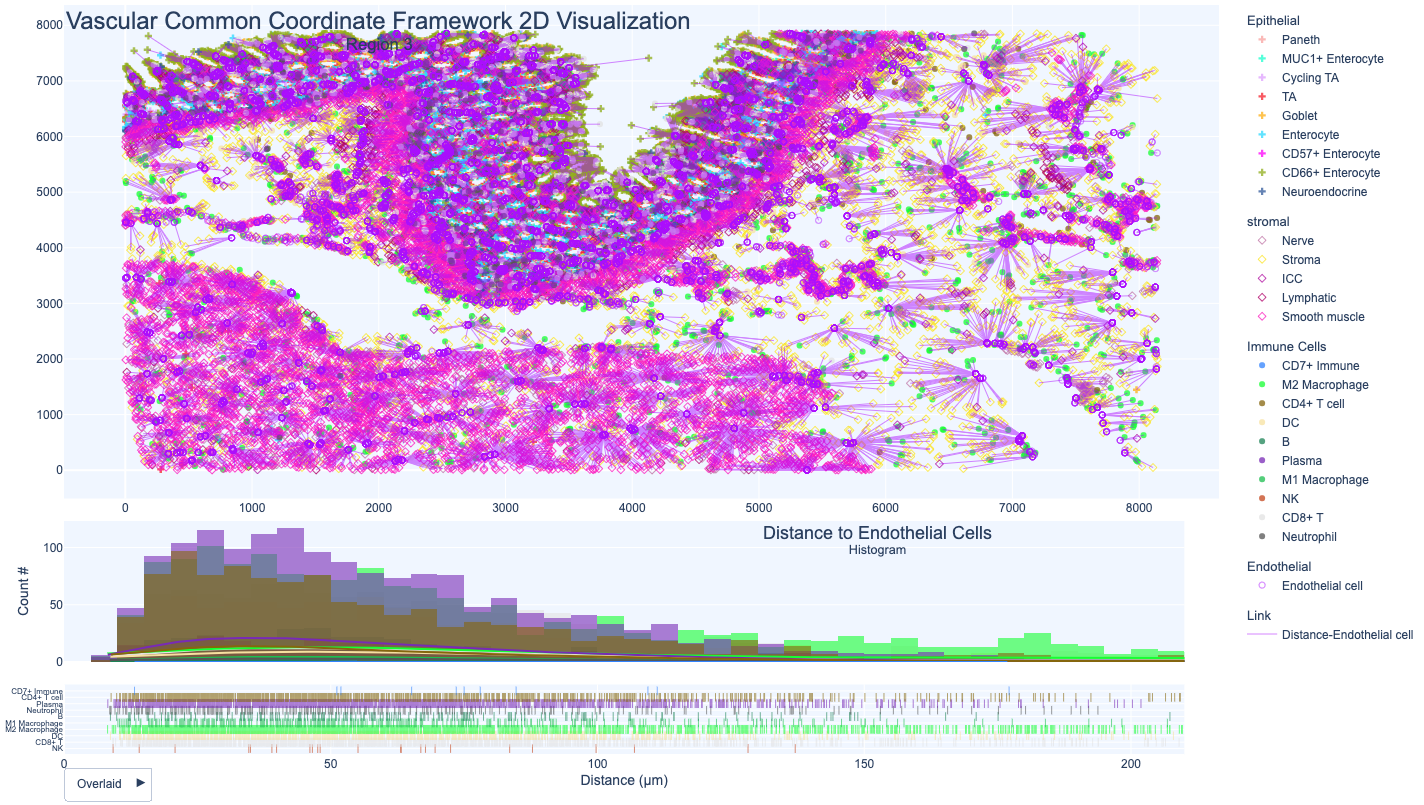 Vascular Common Coordinate Framework 2D Visualization
Region 3
8000
7000
6000
5000
4000
3000
2000
1000
0
0 1000 2000 3000 4000 5000 6000 7000 8000
Epithelial
Paneth
MUC1+ Enterocyte
Cycling TA
TA
Goblet
Enterocyte
CD57+ Enterocyte
CD66+ Enterocyte
Neuroendocrine
stromal
Nerve
Stroma
ICC
Lymphatic
Smooth muscle
Immune Cells
CD7+ Immune
M2 Macrophage
CD4+ T cell
DC
B
Plasma
M1 Macrophage
NK
CD8+ T
Neutrophil
Endothelial
Endothelial cell
Link
Distance-Endothelial cell
Distance to Endothelial Cells
Histogram
Count #
100
50
0
CD7+ Immune
CD4+ T cell
Plasma
Neutrophil
B
M1 Macrophage
M2 Macrophage
DC
CD8+ T
NK
0 50 100 150 200
Distance (μm)
Overlaid